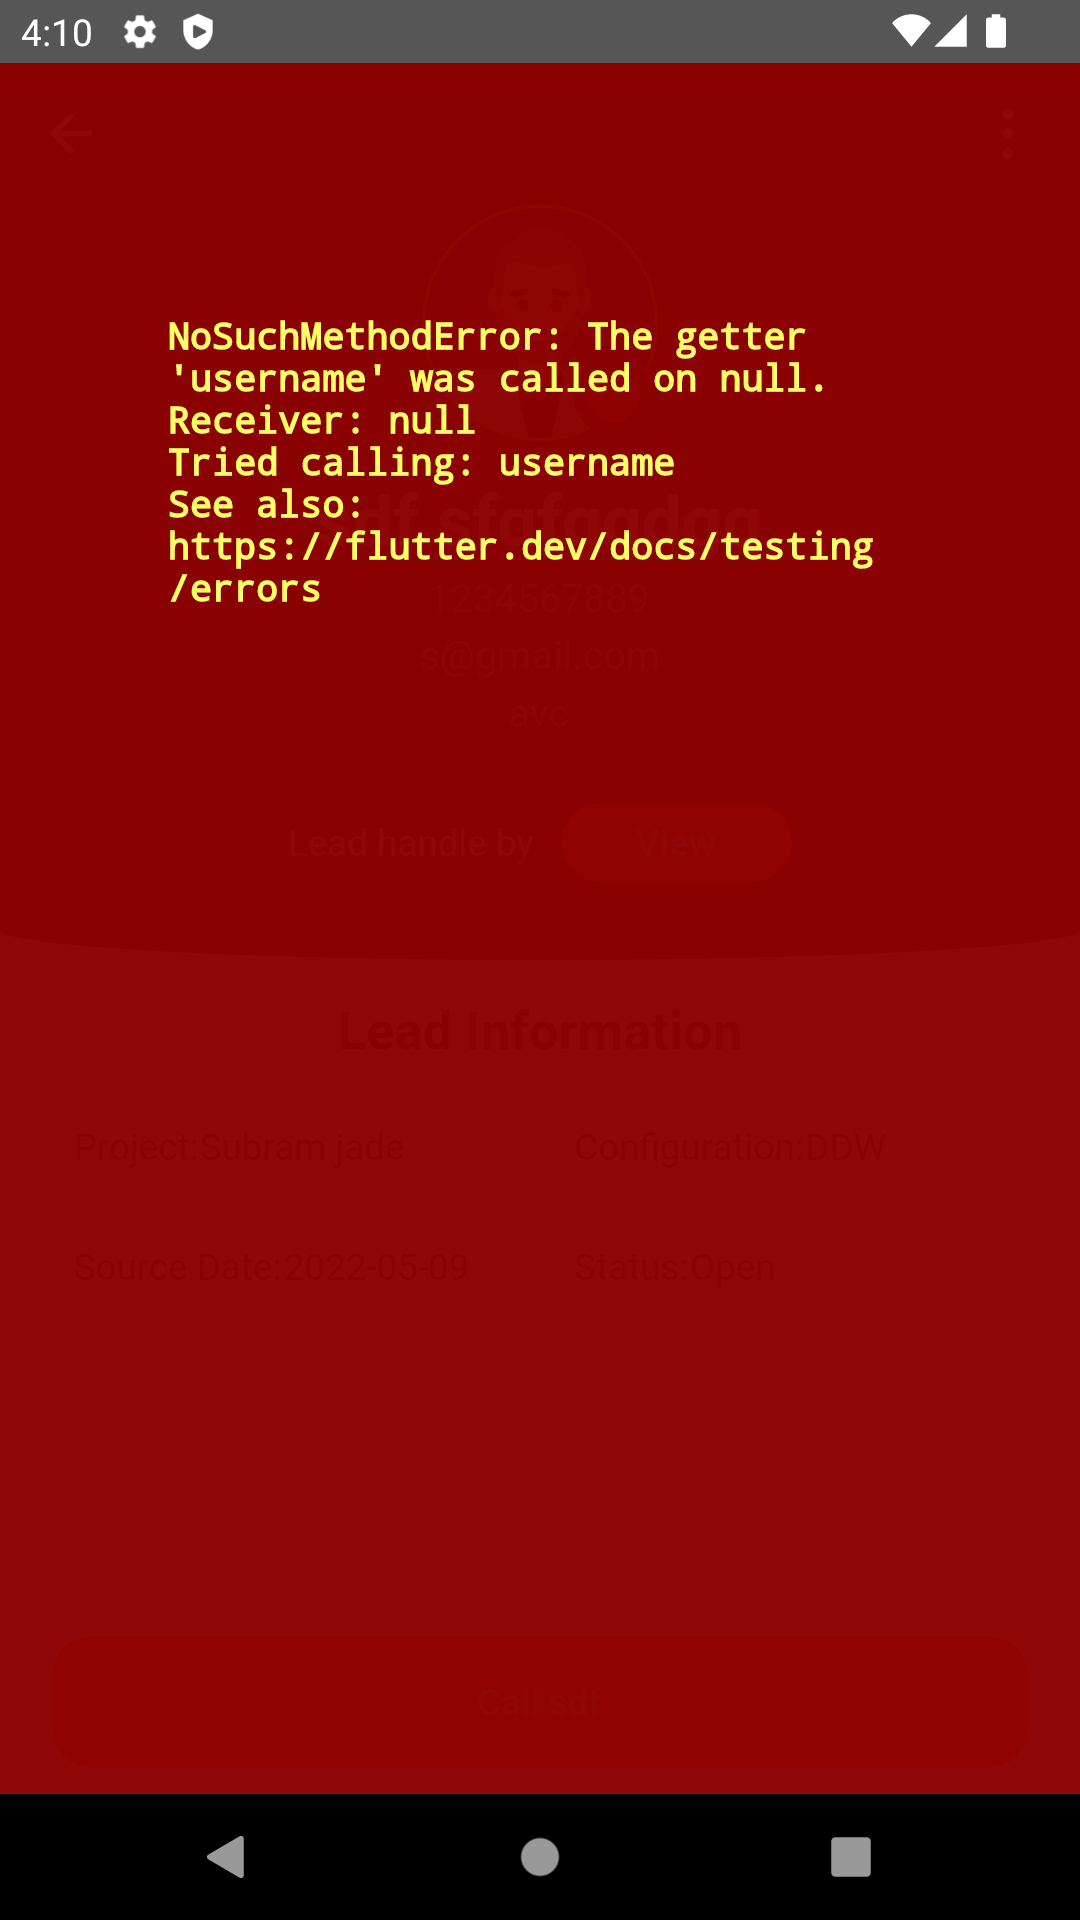 4:10
NoSuchMethodError: The getter
'username' was called on null.
Receiver: null
Tried calling: username
See also:
https://flutter.dev/docs/testing
/errors
1234567889
s@gmail.com
avc
Lead handle by View
Lead Information
Project:Subram jade Configuration:DDW
Source Date:2022-05-09 Status:Open
Call sdf